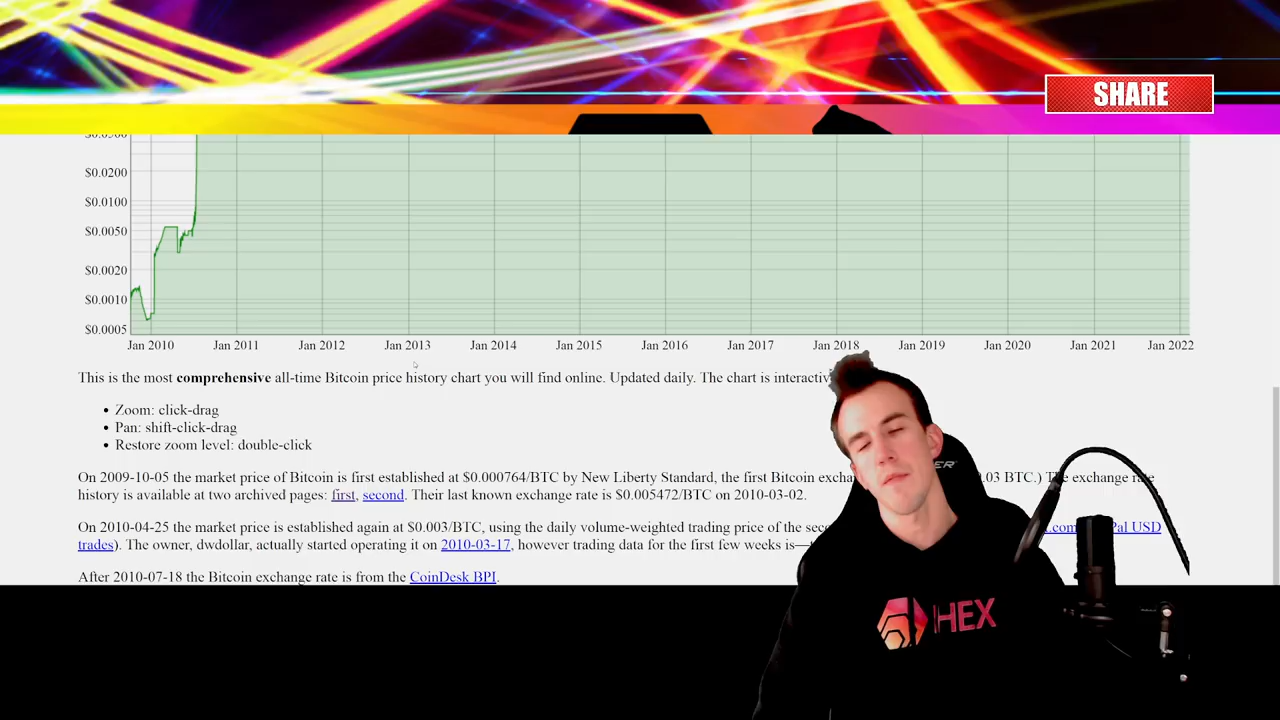 SHARE
$0.0200
$0.0100
$0.0050
$0.0020
$0.0010
$0.0005
Jan 2010 Jan 2011 Jan 2012 Jan 2013 Jan 2014 Jan 2015 Jan 2016 Jan 2017 Jan 2018 Jan 2019 Jan 2020 Jan 2021 Jan 2022
This is the most comprehensive all-time Bitcoin price history chart you will find online. Updated daily. The chart is
• Zoom: click-drag
• Pan: shift-click-drag
• Restore zoom level: double-click
On 2009-10-05 the market price of Bitcoin is first established at $0.000764/BTC by New Liberty Standard, the first Bitcoin BTC.) The exchange rate
history is available at two archived pages: first, second. Their last known exchange rate is $0.005472/BTC on 2010-03-02.
On 2010-04-25 the market price is established again at $0.003/BTC, using the daily volume-weighted trading price of the USD
trades). The owner, dwdollar, actually started operating it on 2010-03-17, however trading data for the first few weeks is—
After 2010-07-18 the Bitcoin exchange rate is from the CoinDesk BPI.
HEX